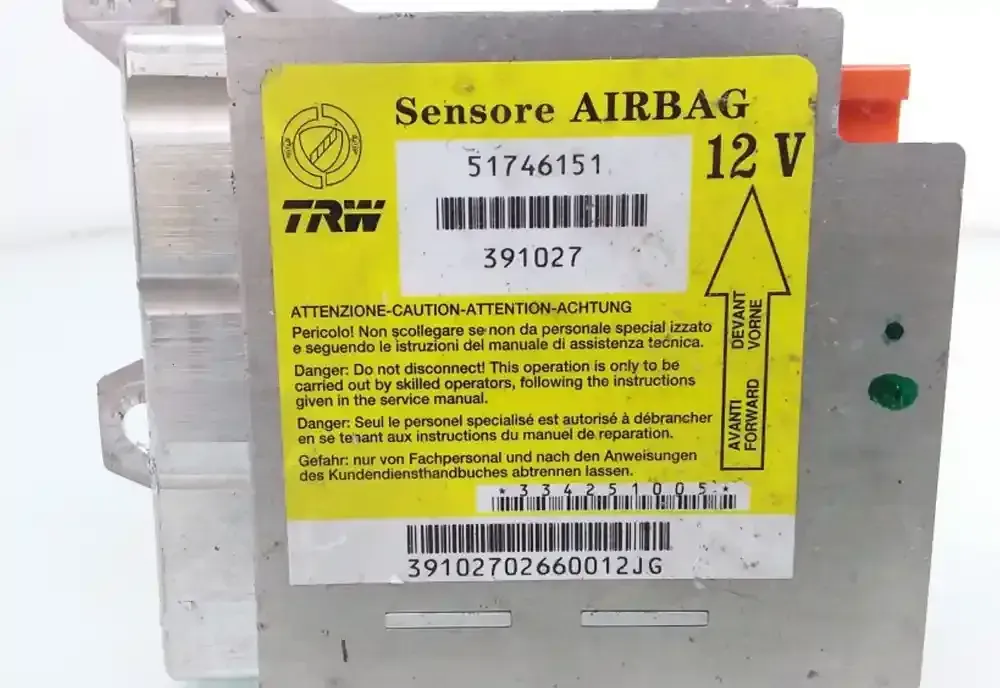 Sensore AIRBAG
12 V
51746151
TRW
391027
ATTENZIONE-CAUTION-ATTENTION-ACHTUNG
Pericolo! Non scollegare se non da personale specializzato
e seguendo le istruzioni del manuale di assistenza tecnica.
Danger: Do not disconnect! This operation is only to be
carried out by skilled operators, following the instructions
given in the service manual.
Danger: Seul le personel specialisé est autorisé à débrancher
en se tenant aux instructions du manuel de reparation.
Gefahr: nur von Fachpersonal und nach den Anweisungen
des Kundendiensthandbuches abtrennen lassen.
AVANTI DEVANT
FORWARD VORNE
*334251005*
39102702660012JG